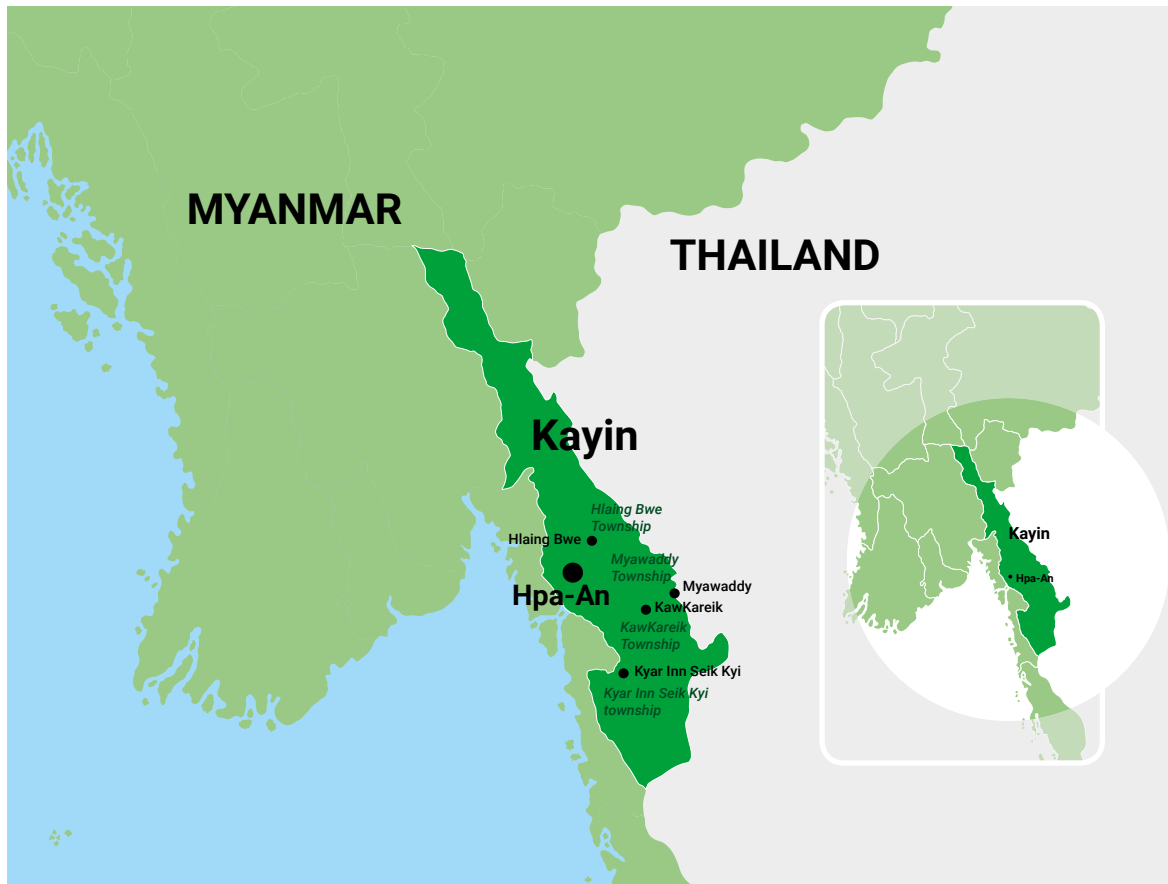 MYANMAR
THAILAND
Kayin
Hlaing Bwe
Township
Hlaing Bwe
Myawaddy
Township
Myawaddy
Hpa-An
KawKareik
KawKareik
Township
Kyar Inn Seik Kyi
Kyar Inn Seik Kyi
township
Kayin
Hpa-An